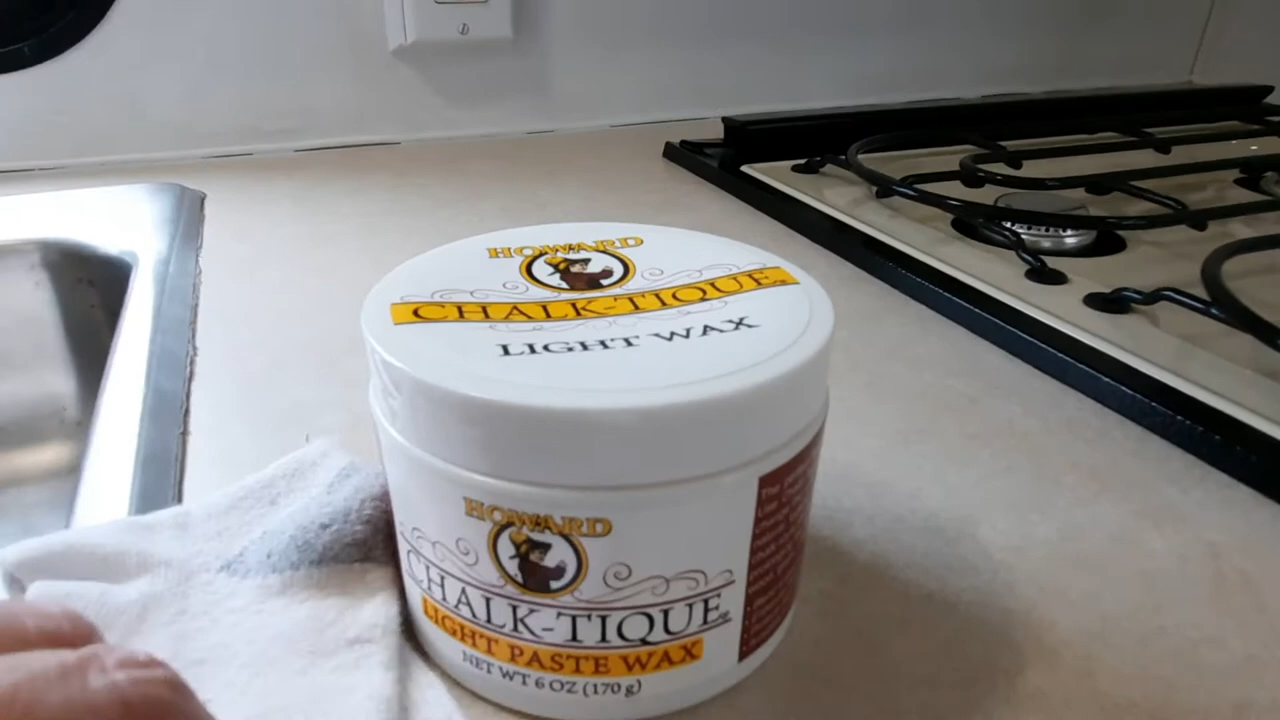 HOWARD
CHALK-TIQUE
LIGHT WAX
HOWARD
CHALK-TIQUE
LIGHT PASTE WAX
NET WT 6 OZ (170 g)